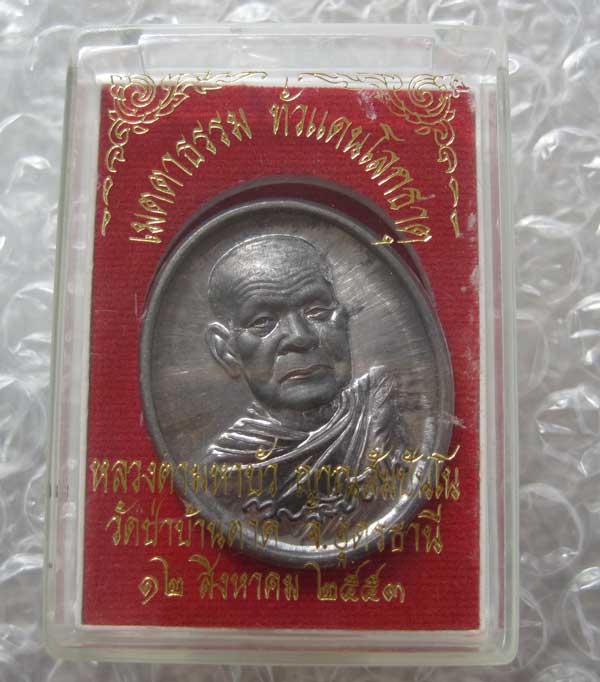 เมตตาธรรม ทั่วแดนโลกธาตุ
หลวงตามหาบัว ญาณสัมปันโน
วัดป่าบ้านตาด จ.อุดรธานี
๑๒ สิงหาคม ๒๕๕๓